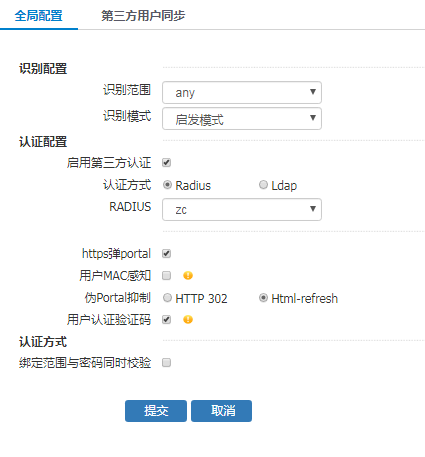 全局配置 第三方用户同步
识别配置
识别范围 any
识别模式 启发模式
认证配置
启用第三方认证
认证方式 Radius Ldap
RADIUS zc
https弹portal
用户MAC感知
伪Portal抑制 HTTP 302 Html-refresh
用户认证验证码
认证方式
绑定范围与密码同时校验
提交 取消